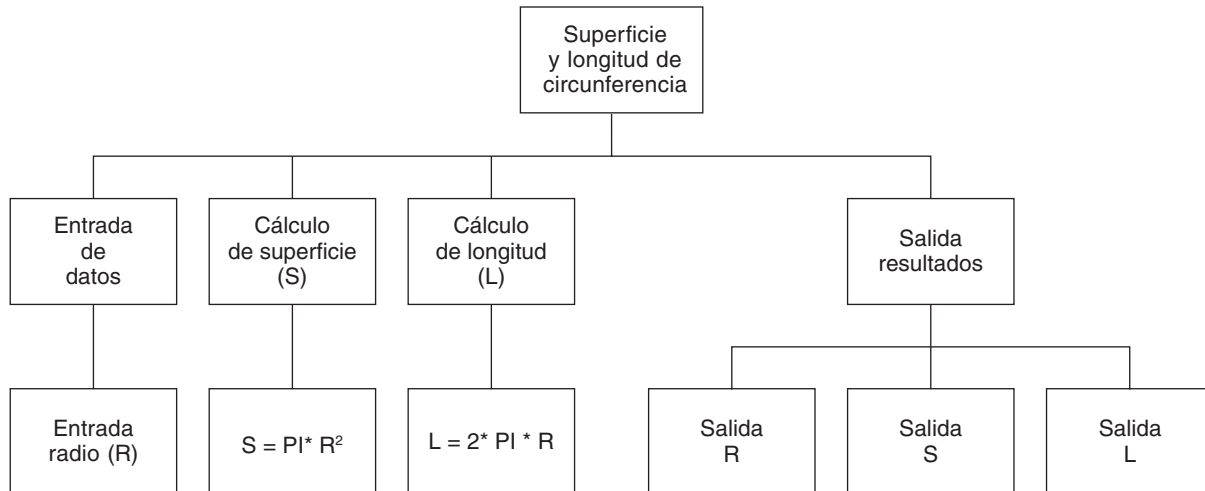 Superficie
y longitud de
circunferencia
Entrada
de
datos
Cálculo
de superficie
(S)
Cálculo
de longitud
(L)
Salida
resultados
Entrada
radio (R)
S = PI* R²
L = 2* PI * R
Salida
R
Salida
S
Salida
L